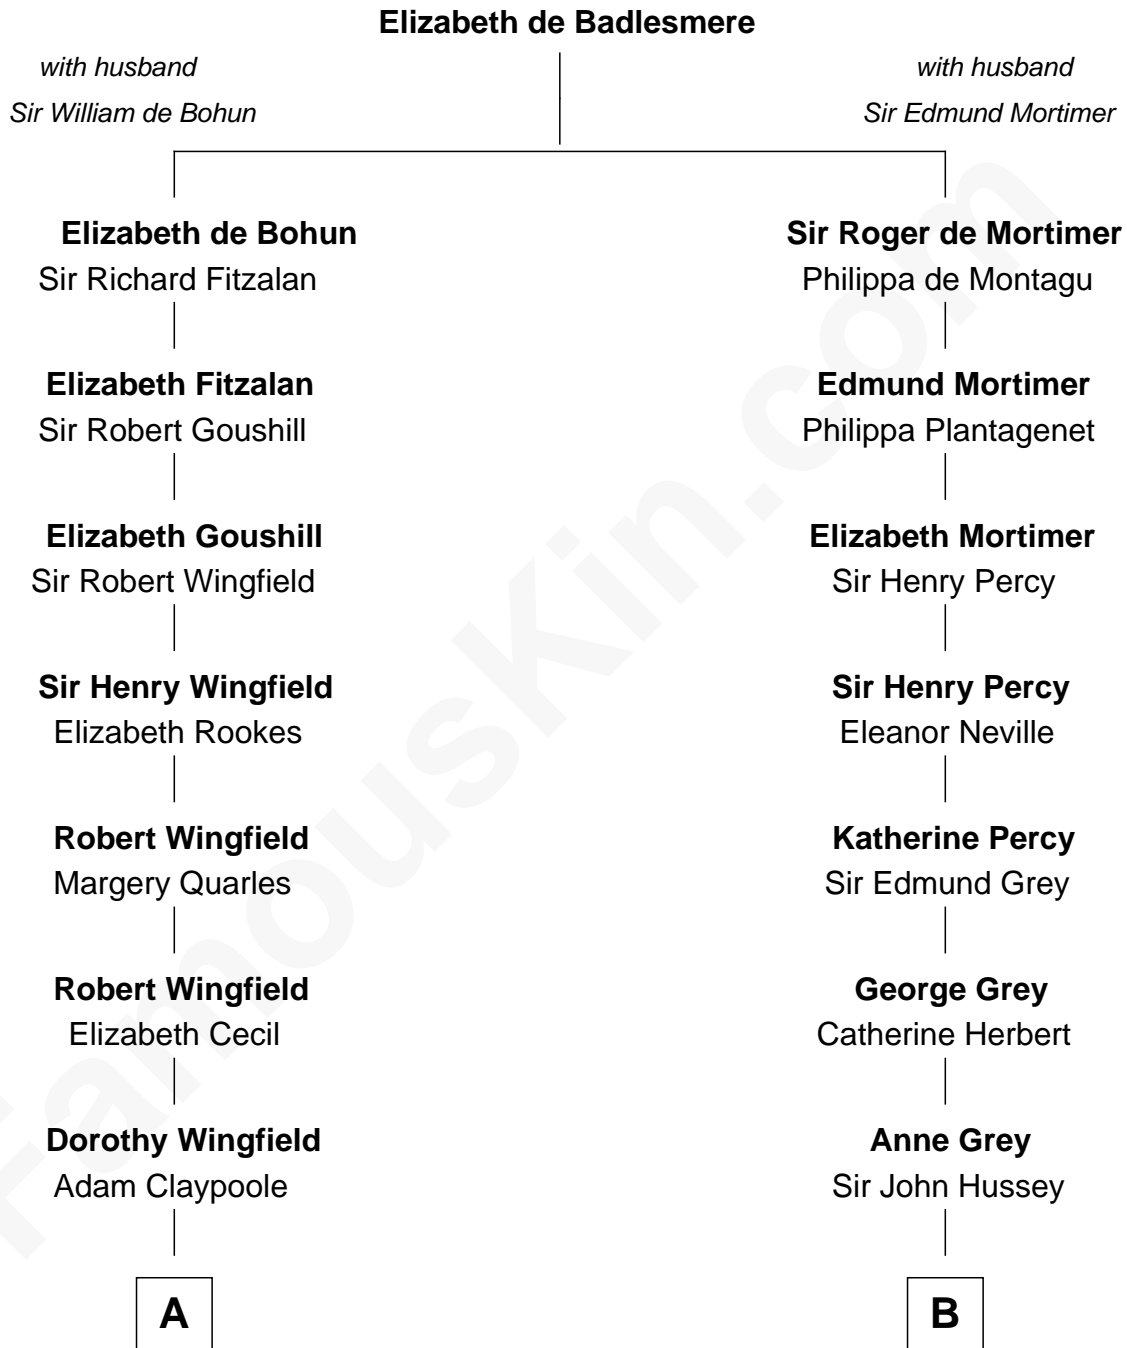 Elizabeth de Badlesmere
with husband
Sir William de Bohun
with husband
Sir Edmund Mortimer
Elizabeth de Bohun
Sir Richard Fitzalan
Elizabeth Fitzalan
Sir Robert Goushill
Elizabeth Goushill
Sir Robert Wingfield
Sir Henry Wingfield
Elizabeth Rookes
Robert Wingfield
Margery Quarles
Robert Wingfield
Elizabeth Cecil
Dorothy Wingfield
Adam Claypoole
A
Sir Roger de Mortimer
Philippa de Montagu
Edmund Mortimer
Philippa Plantagenet
Elizabeth Mortimer
Sir Henry Percy
Sir Henry Percy
Eleanor Neville
Katherine Percy
Sir Edmund Grey
George Grey
Catherine Herbert
Anne Grey
Sir John Hussey
B
FamousKin.com